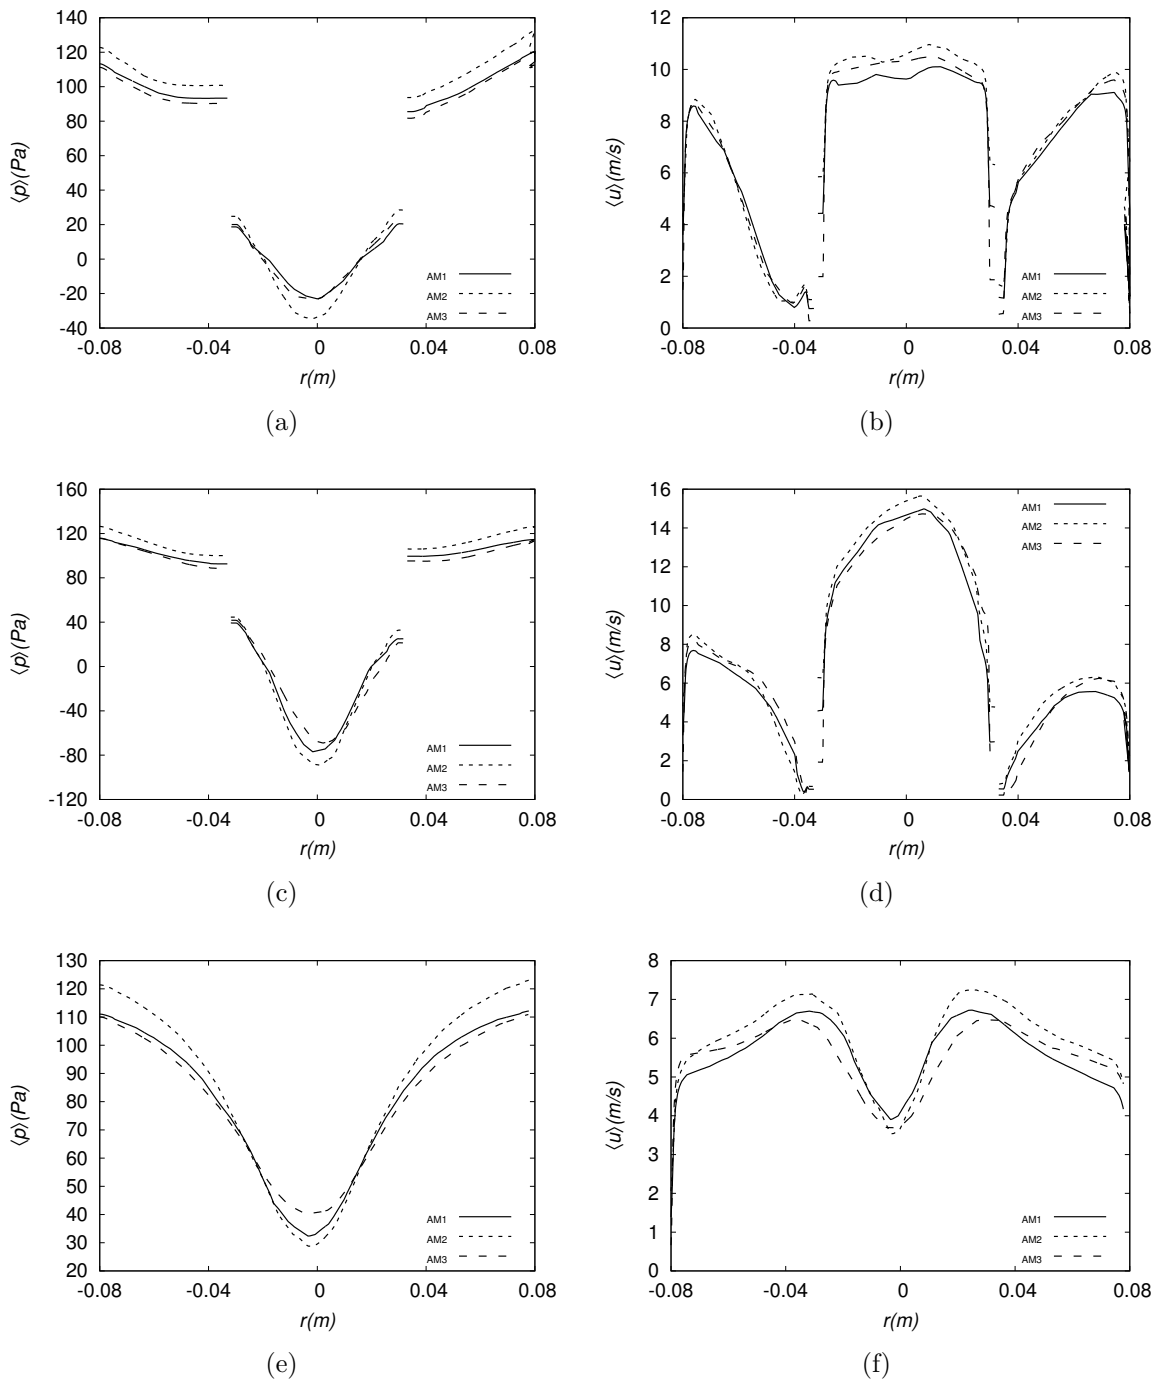 140
120
100
80
60
40
20
0
-20
-40
-0.08 -0.04 0 0.04 0.08
⟨p⟩(Pa)
r(m)
AM1
AM2
AM3
(a)
12
10
8
6
4
2
0
-0.08 -0.04 0 0.04 0.08
⟨u⟩(m/s)
r(m)
AM1
AM2
AM3
(b)
160
120
80
40
0
-40
-80
-120
-0.08 -0.04 0 0.04 0.08
⟨p⟩(Pa)
r(m)
AM1
AM2
AM3
(c)
16
14
12
10
8
6
4
2
0
-0.08 -0.04 0 0.04 0.08
⟨u⟩(m/s)
r(m)
AM1
AM2
AM3
(d)
130
120
110
100
90
80
70
60
50
40
30
20
-0.08 -0.04 0 0.04 0.08
⟨p⟩(Pa)
r(m)
AM1
AM2
AM3
(e)
8
7
6
5
4
3
2
1
0
-0.08 -0.04 0 0.04 0.08
⟨u⟩(m/s)
r(m)
AM1
AM2
AM3
(f)